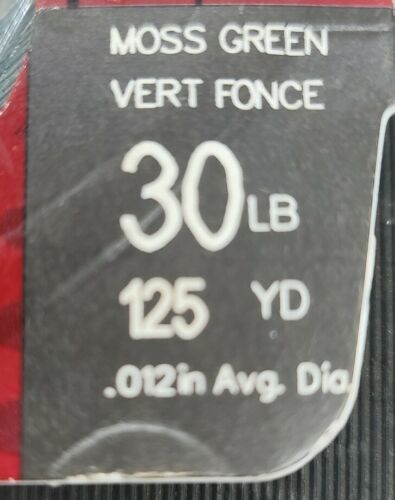 MOSS GREEN
VERT FONCE
30LB
125 YD
.012in Avg. Dia.